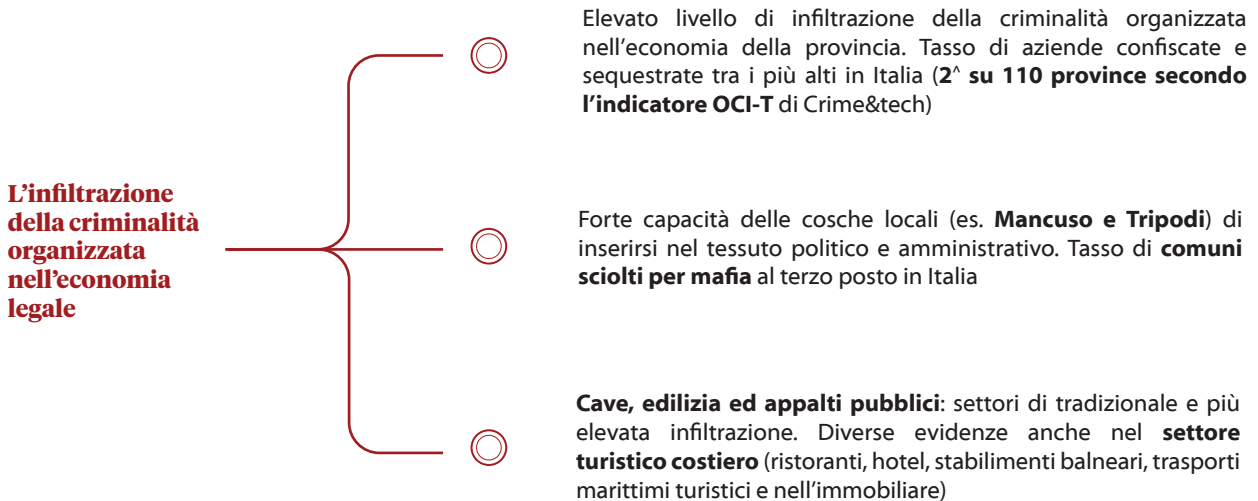 L’infiltrazione
della criminalità
organizzata
nell’economia
legale
Elevato livello di infiltrazione della criminalità organizzata
nell’economia della provincia. Tasso di aziende confiscate e
sequestrate tra i più alti in Italia (2^ su 110 province secondo
l’indicatore OCI-T di Crime&tech)
Forte capacità delle cosche locali (es. Mancuso e Tripodi) di
inserirsi nel tessuto politico e amministrativo. Tasso di comuni
sciolti per mafia al terzo posto in Italia
Cave, edilizia ed appalti pubblici: settori di tradizionale e più
elevata infiltrazione. Diverse evidenze anche nel settore
turistico costiero (ristoranti, hotel, stabilimenti balneari, trasporti
marittimi turistici e nell’immobiliare)